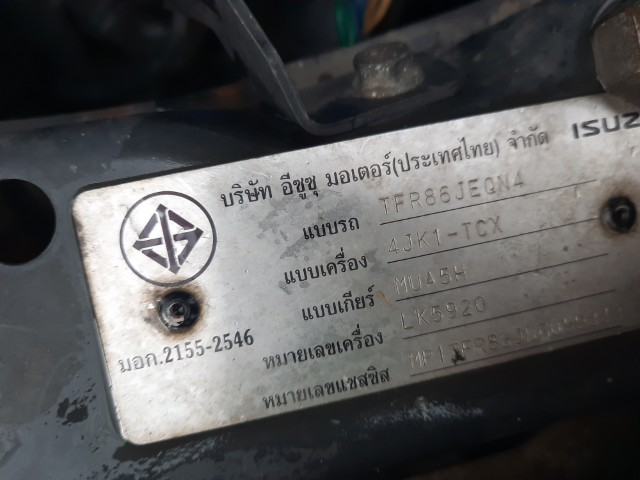 บริษัท อีซูซุ มอเตอร์(ประเทศไทย) จำกัด ISUZ
แบบรถ TFR86JEQN4
แบบเครื่อง 4JK1-TCX
แบบเกียร์ MU45H
หมายเลขเครื่อง LK5920
หมายเลขแชสซิส
มอก.2155-2546